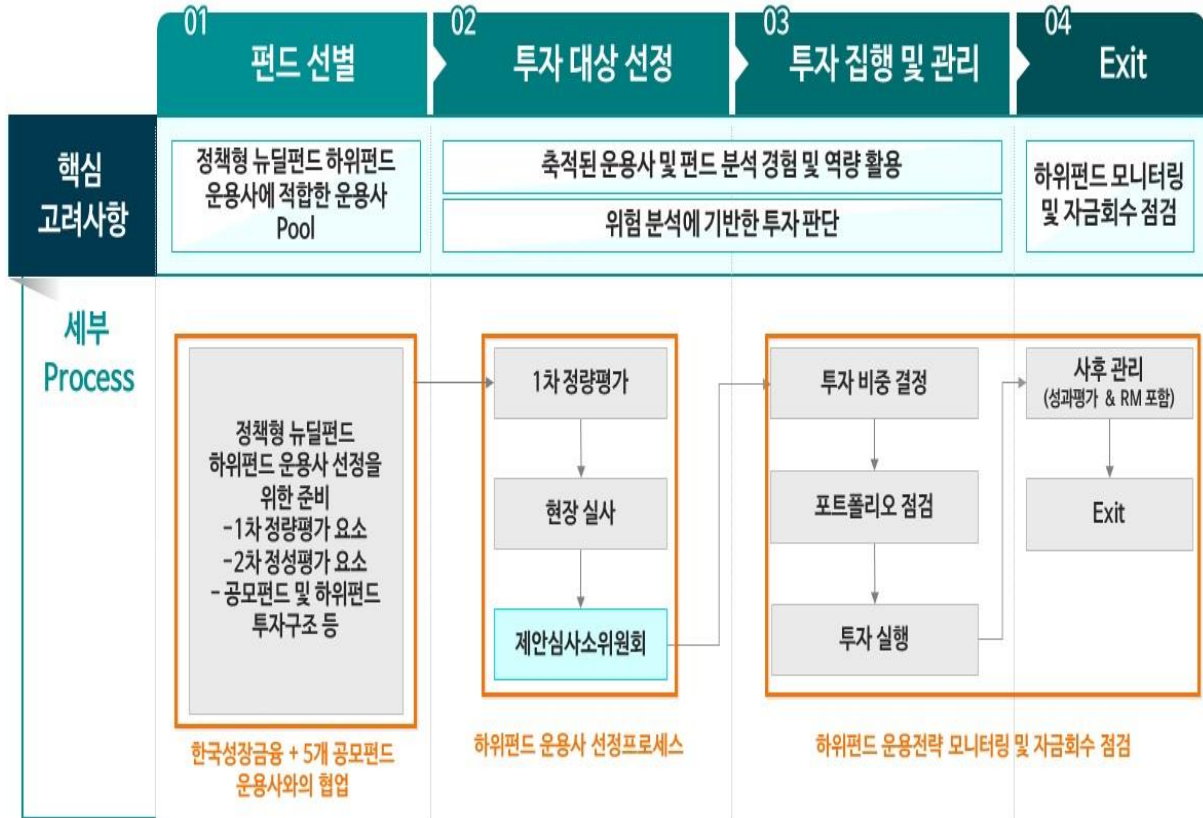 01
펀드 선별
02
투자 대상 선정
03
투자 집행 및 관리
04
Exit
핵심
고려사항
정책형 뉴딜펀드 하위펀드
운용사에 적합한 운용사
Pool
축적된 운용사 및 펀드 분석 경험 및 역량 활용
위험 분석에 기반한 투자 판단
하위펀드 모니터링
및 자금회수 점검
세부
Process
정책형 뉴딜펀드
하위펀드 운용사 선정을
위한 준비
-1차 정량평가 요소
-2차 정성평가 요소
- 공모펀드 및 하위펀드
투자구조 등
한국성장금융 + 5개 공모펀드
운용사와의 협업
1차 정량평가
현장 실사
제안심사소위원회
하위펀드 운용사 선정프로세스
투자 비중 결정
포트폴리오 점검
투자 실행
사후 관리
(성과평가 & RM 포함)
Exit
하위펀드 운용전략 모니터링 및 자금회수 점검